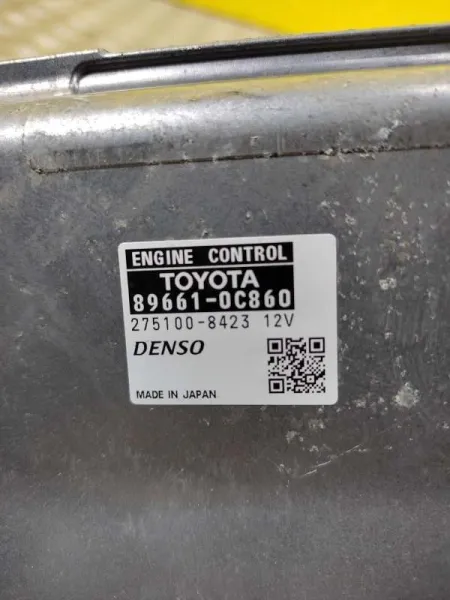 ENGINE CONTROL
TOYOTA
89661-0C860
275100-8423 12V
DENSO
MADE IN JAPAN